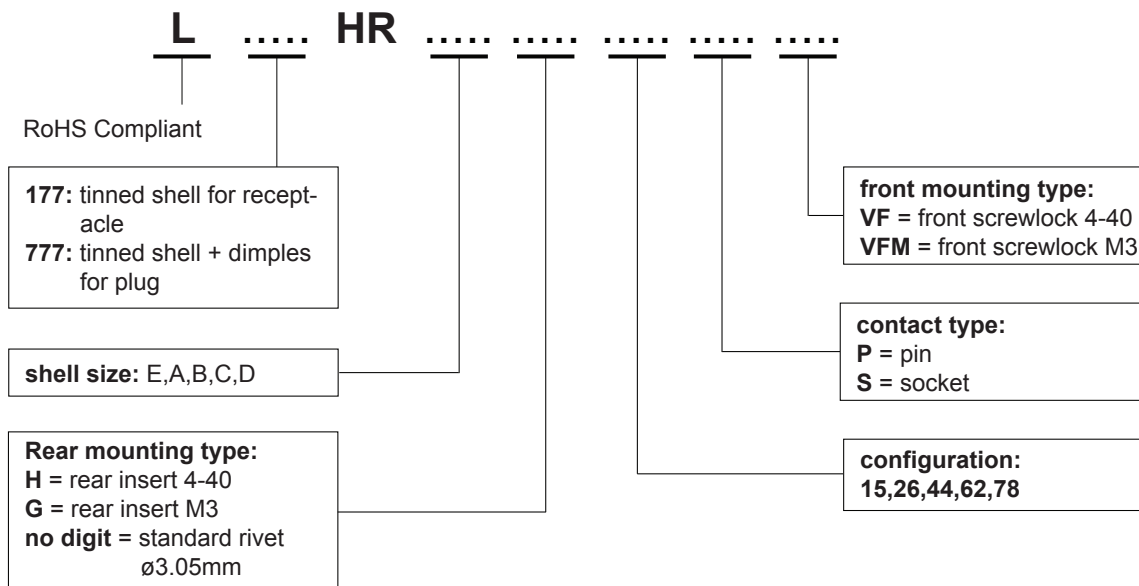 L ..... HR ..... ..... ..... ..... .....
RoHS Compliant
177: tinned shell for recept-
acle
777: tinned shell + dimples
for plug
shell size: E,A,B,C,D
Rear mounting type:
H = rear insert 4-40
G = rear insert M3
no digit = standard rivet
ø3.05mm
front mounting type:
VF = front screwlock 4-40
VFM = front screwlock M3
contact type:
P = pin
S = socket
configuration:
15,26,44,62,78